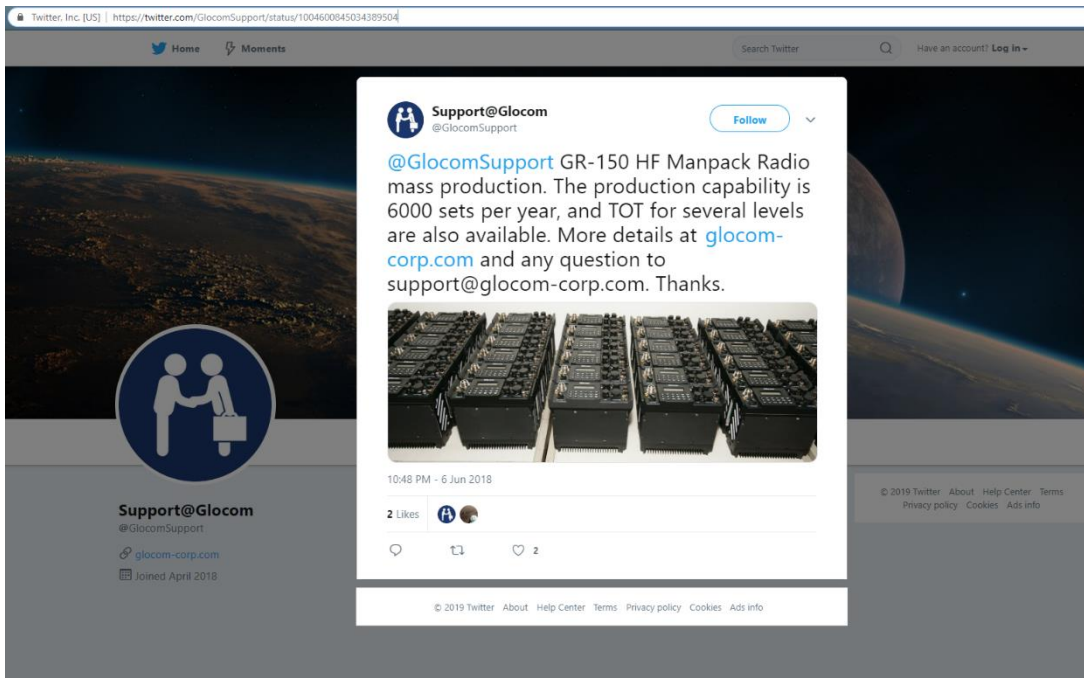 Twitter, Inc. [US] | https://twitter.com/GlocomSupport/status/1004600845034389504
Home Moments Search Twitter Have an account? Log in
Support@Glocom
@GlocomSupport
Follow
@GlocomSupport GR-150 HF Manpack Radio
mass production. The production capability is
6000 sets per year, and TOT for several levels
are also available. More details at glocom-
corp.com and any question to
support@glocom-corp.com. Thanks.
10:48 PM - 6 Jun 2018
2 Likes
2
© 2019 Twitter About Help Center Terms Privacy policy Cookies Ads info
Support@Glocom
@GlocomSupport
glocom-corp.com
Joined April 2018
© 2019 Twitter About Help Center Terms
Privacy policy Cookies Ads info